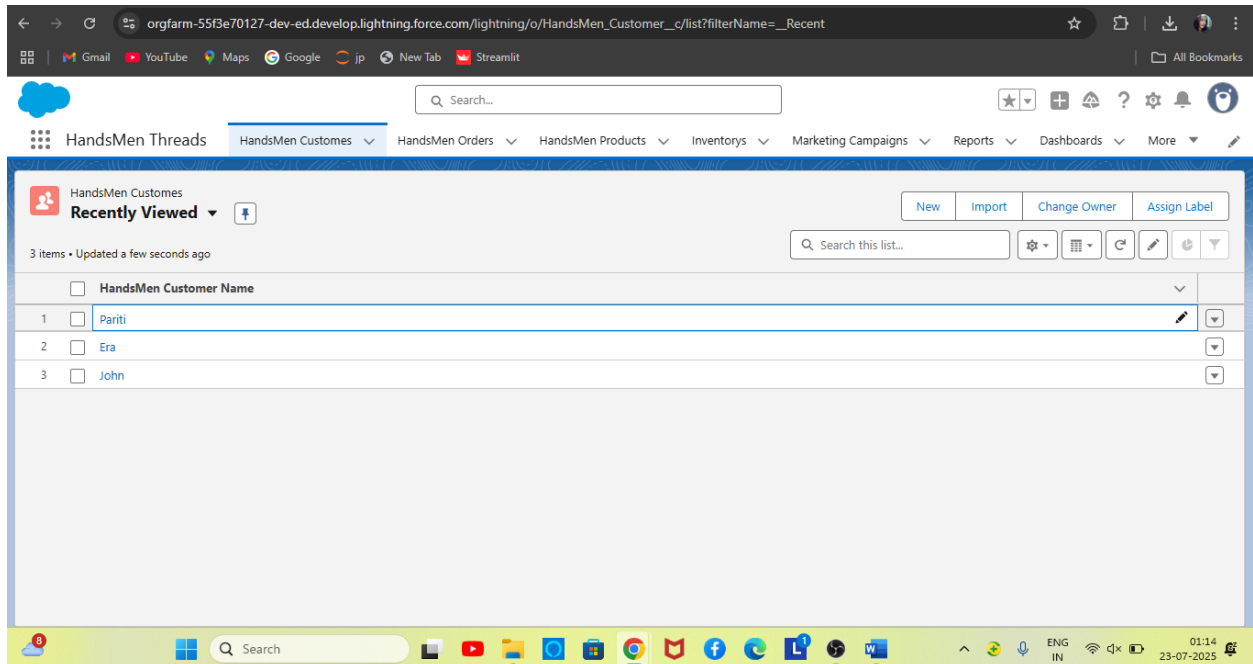 orgfarm-55f3e70127-dev-ed.develop.lightning.force.com/lightning/o/HandsMen_Customer__c/list?filterName=__Recent
Gmail YouTube Maps Google jp New Tab Streamlit All Bookmarks
Search...
HandsMen Threads HandsMen Customes HandsMen Orders HandsMen Products Inventorys Marketing Campaigns Reports Dashboards More
HandsMen Customes
Recently Viewed
New Import Change Owner Assign Label
3 items • Updated a few seconds ago
Search this list...
HandsMen Customer Name
1 Pariti
2 Era
3 John
8 Search 1 ENG 01:14
IN 23-07-2025